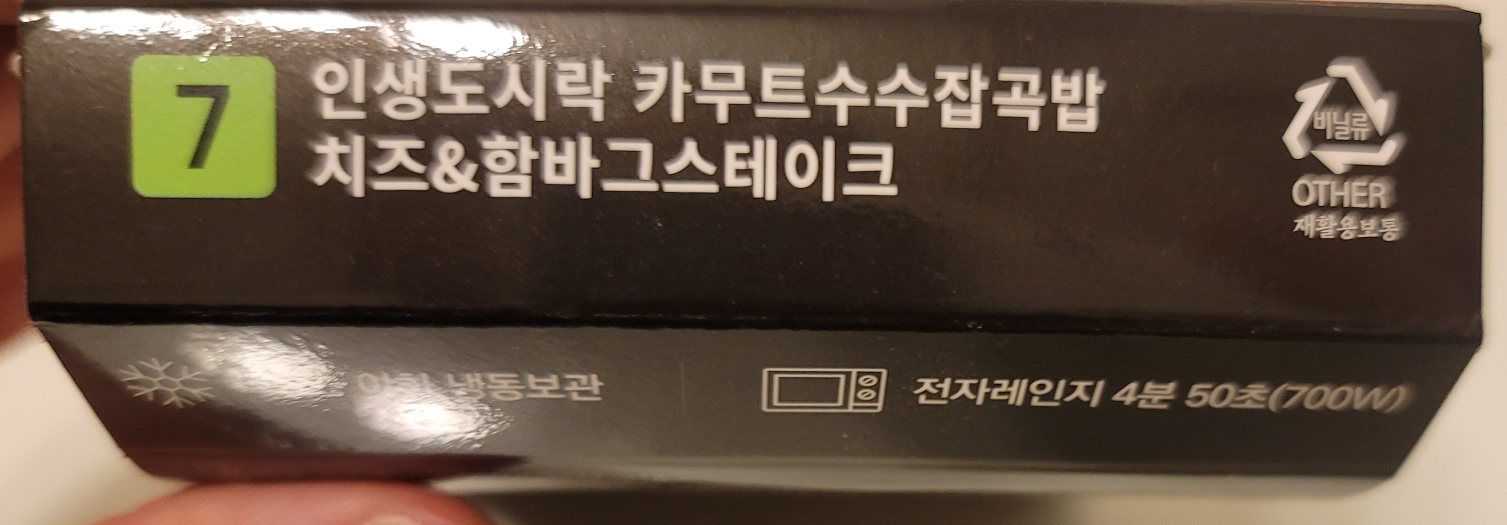 7
인생도시락 카무트수수잡곡밥
치즈&함바그스테이크
비닐류
OTHER
재활용보통
이하 냉동보관
전자레인지 4분 50초(700W)